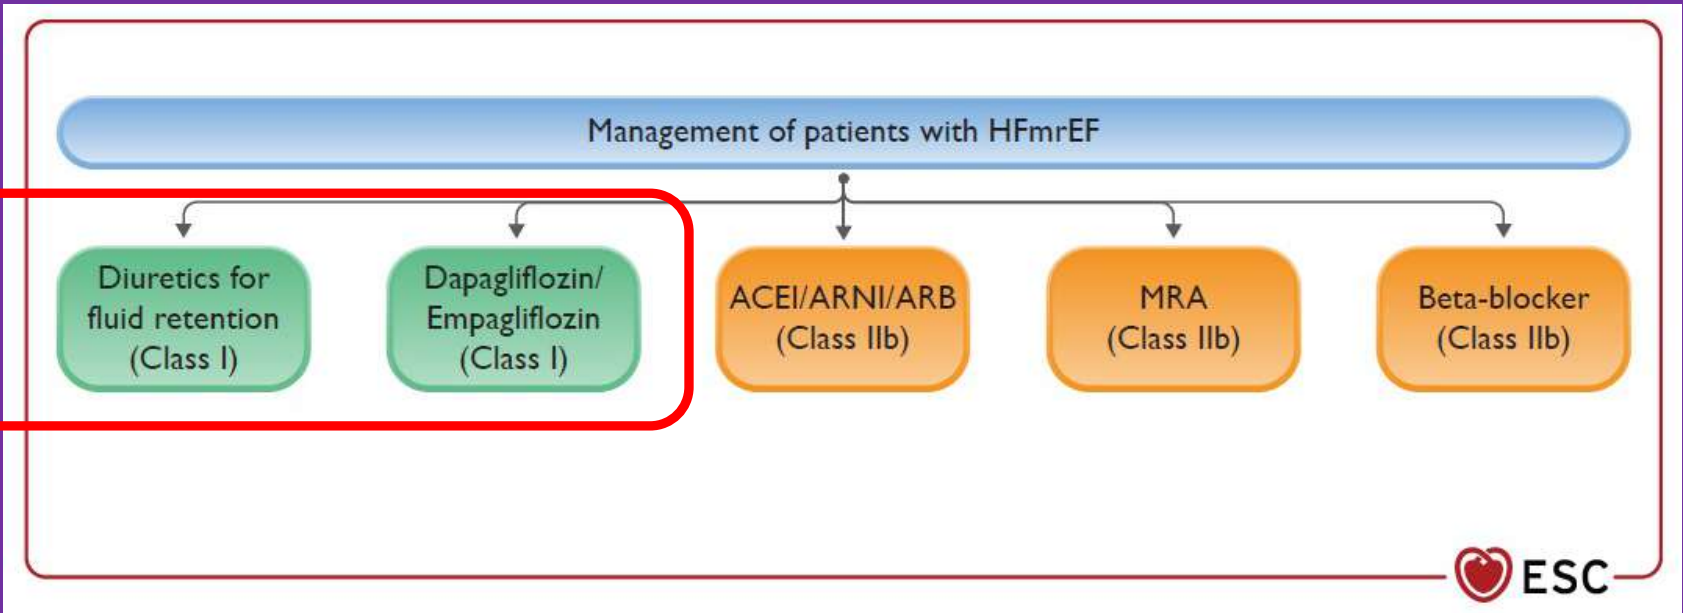 Management of patients with HFmrEF
Diuretics for
fluid retention
(Class I)
Dapagliflozin/
Empagliflozin
(Class I)
ACEI/ARNI/ARB
(Class IIb)
MRA
(Class IIb)
Beta-blocker
(Class IIb)
ESC